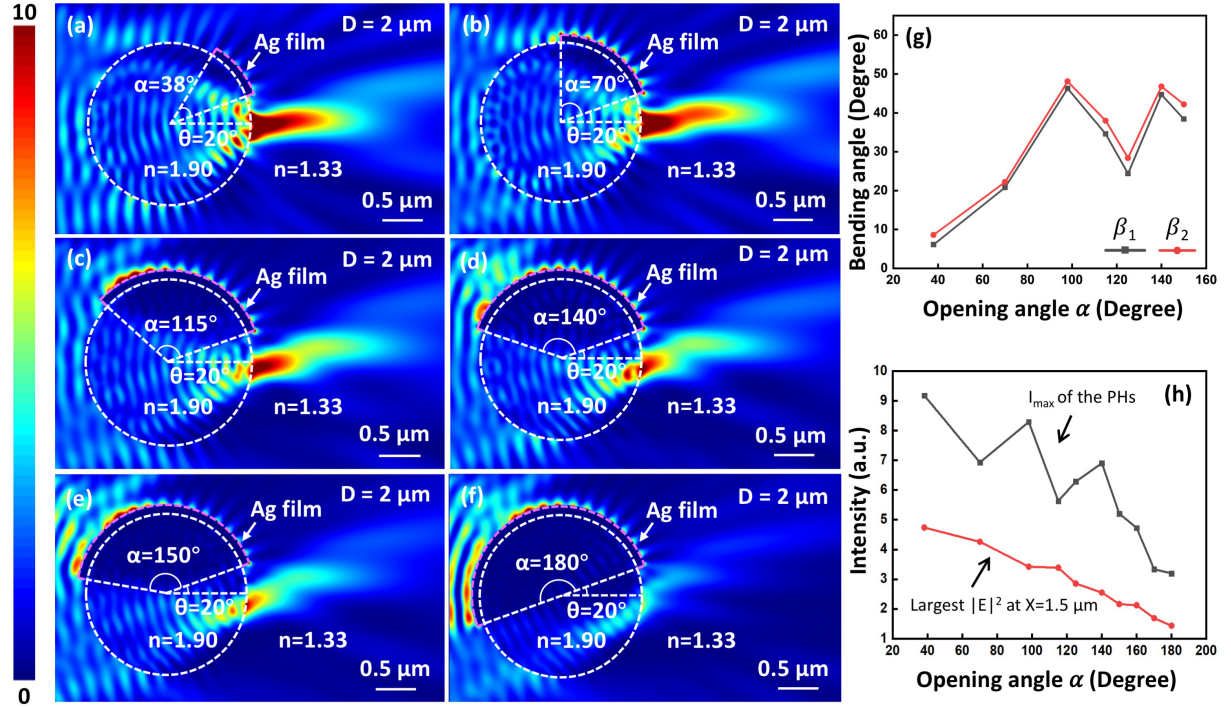 10
0
(a)
D = 2 µm
Ag film
α=38°
θ=20°
n=1.90
n=1.33
0.5 µm
(b)
D = 2 µm
Ag film
α=70°
θ=20°
n=1.90
n=1.33
0.5 µm
(c)
D = 2 µm
Ag film
α=115°
θ=20°
n=1.90
n=1.33
0.5 µm
(d)
D = 2 µm
Ag film
α=140°
θ=20°
n=1.90
n=1.33
0.5 µm
(e)
D = 2 µm
Ag film
α=150°
θ=20°
n=1.90
n=1.33
0.5 µm
(f)
D = 2 µm
Ag film
α=180°
θ=20°
n=1.90
n=1.33
0.5 µm
(g)
Bending angle (Degree)
60
50
40
30
20
10
0
β₁ β₂
20 40 60 80 100 120 140 160
Opening angle α (Degree)
(h)
Intensity (a.u.)
10
9
8
7
6
5
4
3
2
1
Iₘₐₓ of the PHs
Largest |E|² at X=1.5 µm
20 40 60 80 100 120 140 160 180 200
Opening angle α (Degree)